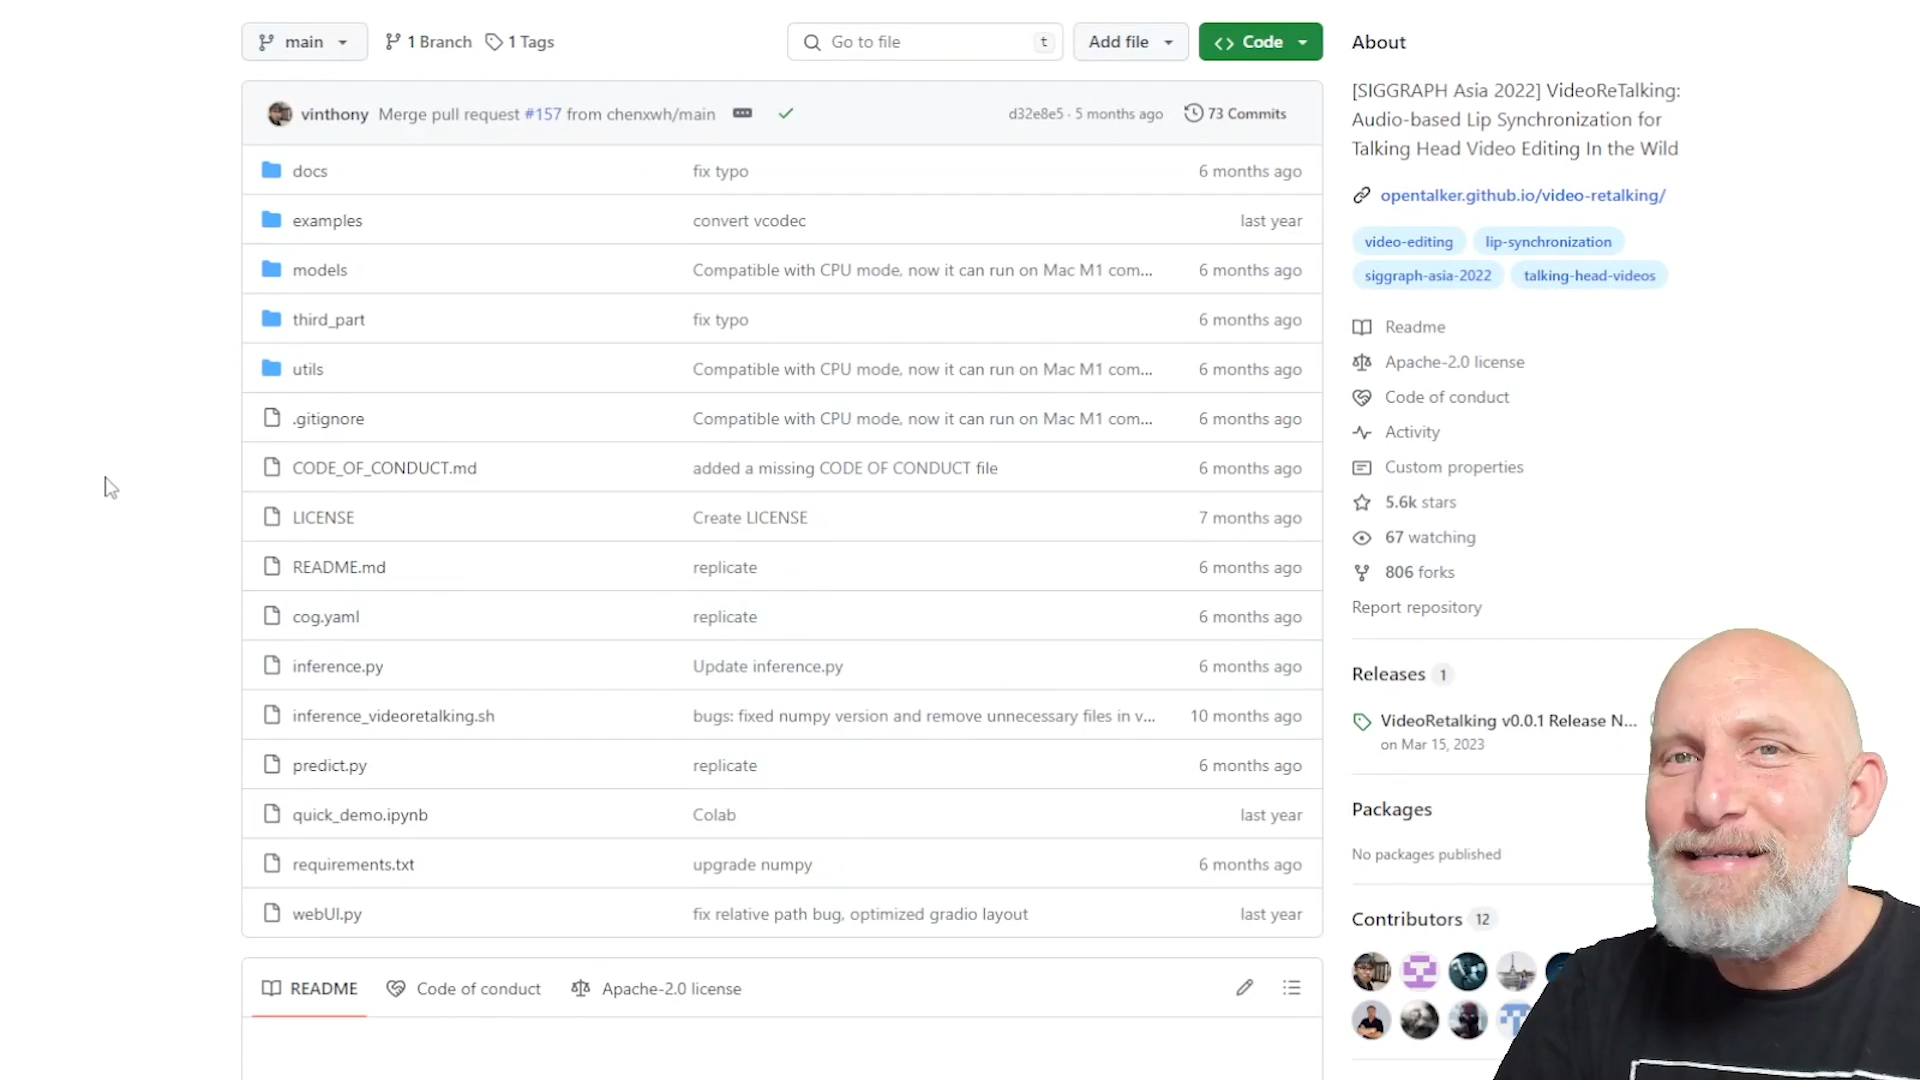 main
1 Branch
1 Tags
Go to file
t
Add file
Code
vinthony Merge pull request #157 from chenxwh/main
d32e8e5 · 5 months ago
73 Commits
docs
fix typo
6 months ago
examples
convert vcodec
last year
models
Compatible with CPU mode, now it can run on Mac M1 com...
6 months ago
third_part
fix typo
6 months ago
utils
Compatible with CPU mode, now it can run on Mac M1 com...
6 months ago
.gitignore
Compatible with CPU mode, now it can run on Mac M1 com...
6 months ago
CODE_OF_CONDUCT.md
added a missing CODE OF CONDUCT file
6 months ago
LICENSE
Create LICENSE
7 months ago
README.md
replicate
6 months ago
cog.yaml
replicate
6 months ago
inference.py
Update inference.py
6 months ago
inference_videoretalking.sh
bugs: fixed numpy version and remove unnecessary files in v...
10 months ago
predict.py
replicate
6 months ago
quick_demo.ipynb
Colab
last year
requirements.txt
upgrade numpy
6 months ago
webUI.py
fix relative path bug, optimized gradio layout
last year
README
Code of conduct
Apache-2.0 license
About
[SIGGRAPH Asia 2022] VideoReTalking:
Audio-based Lip Synchronization for
Talking Head Video Editing In the Wild
opentalker.github.io/video-retalking/
video-editing
lip-synchronization
siggraph-asia-2022
talking-head-videos
Readme
Apache-2.0 license
Code of conduct
Activity
Custom properties
5.6k stars
67 watching
806 forks
Report repository
Releases 1
VideoRetalking v0.0.1 Release N...
on Mar 15, 2023
Packages
No packages published
Contributors 12